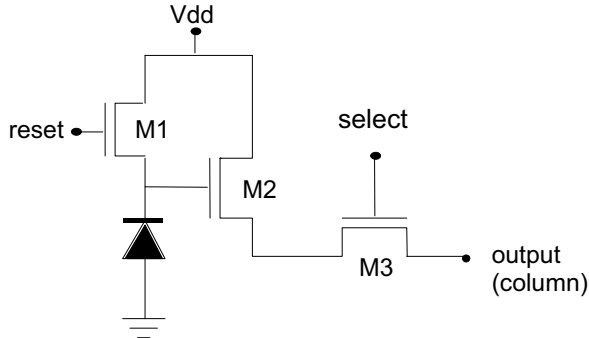 Vdd
reset
M1
select
M2
M3
output
(column)